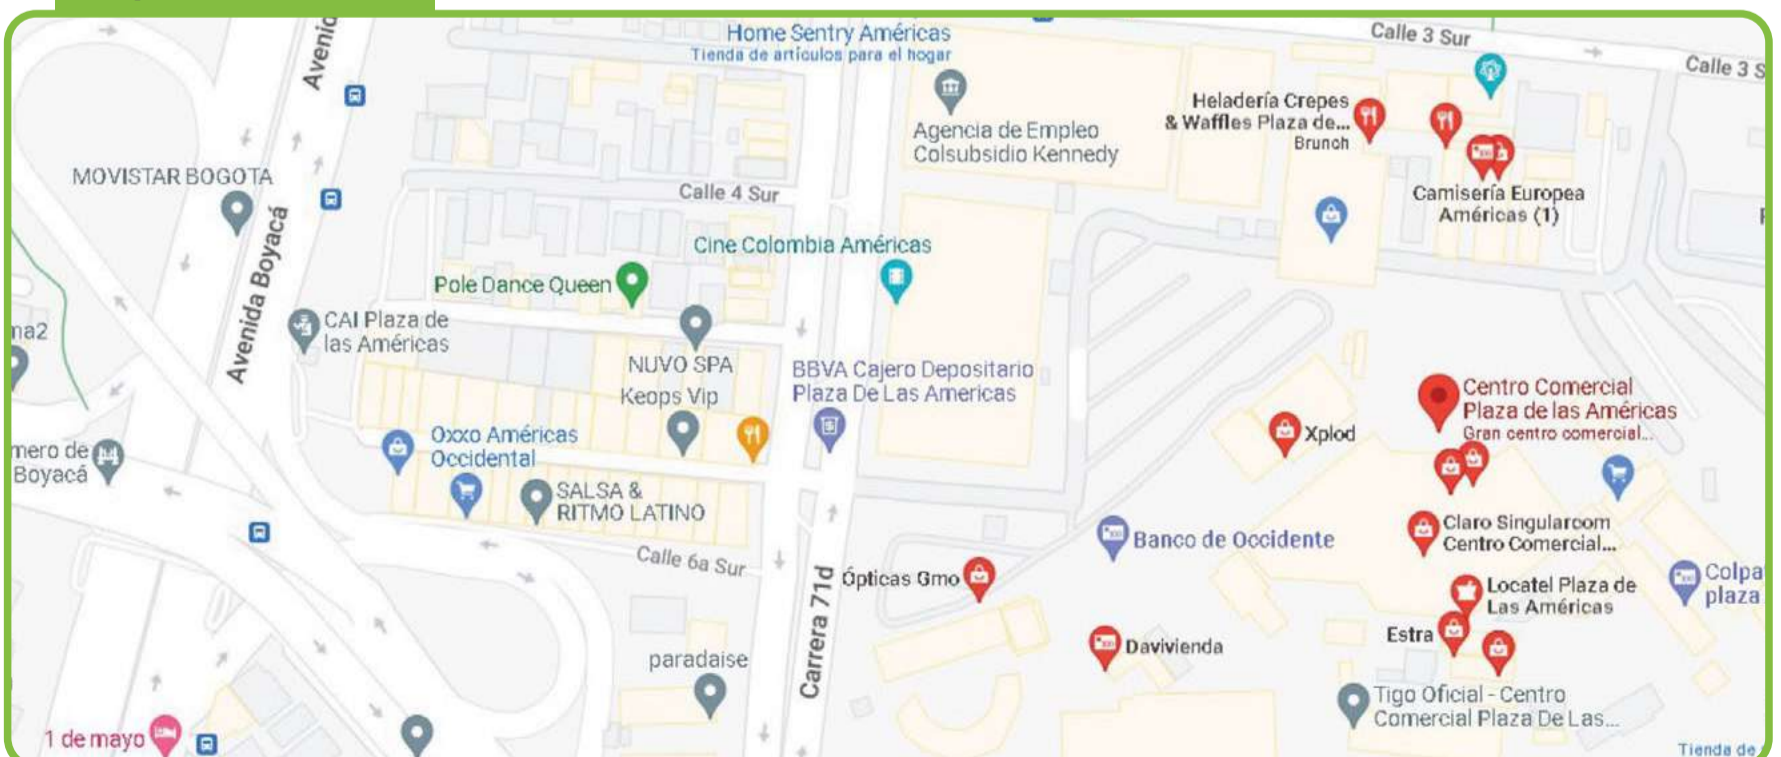 Home Sentry Américas
Tienda de artículos para el hogar
Calle 3 Sur
Calle 3 S
Avenid
Agencia de Empleo
Colsubsidio Kennedy
Heladería Crepes
& Waffles Plaza de...
Brunch
MOVISTAR BOGOTA
Calle 4 Sur
Camisería Europea
Américas (1)
Cine Colombia Américas
Pole Dance Queen
Avenida Boyacá
CAI Plaza de
las Américas
na2
NUVO SPA
Keops Vip
BBVA Cajero Depositario
Plaza De Las Americas
Centro Comercial
Plaza de las Américas
Gran centro comercial...
Xplod
Oxxo Américas
Occidental
mero de
Boyacá
SALSA &
RITMO LATINO
Calle 6a Sur
Banco de Occidente
Claro Singularcom
Centro Comercial...
Ópticas Gmo
Carrera 71d
Locatel Plaza de
Las Américas
Colpa
plaza
Estra
Davivienda
paradaise
Tigo Oficial - Centro
Comercial Plaza De Las...
1 de mayo
Tienda de